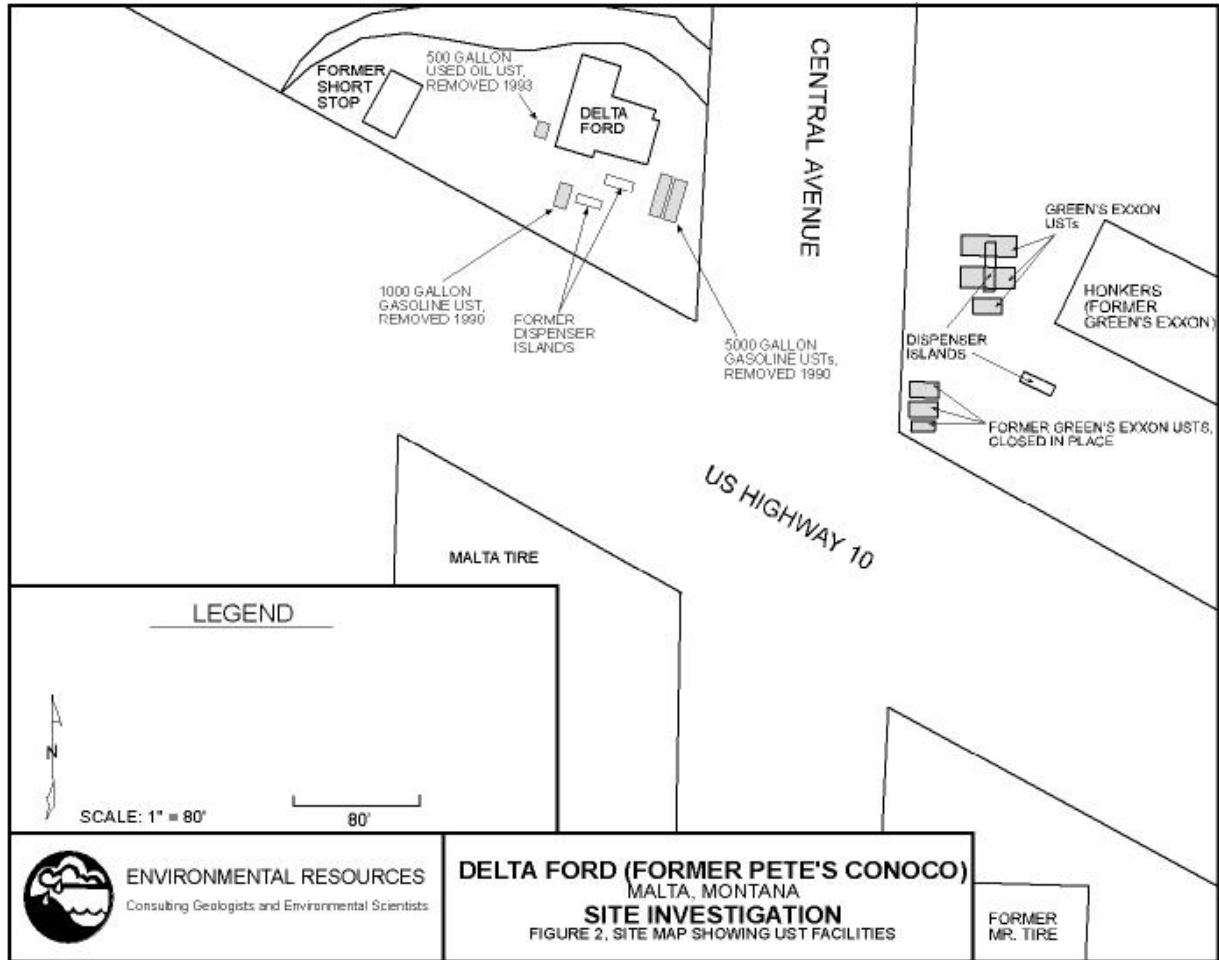 500 GALLON
USED OIL UST,
REMOVED 1993
FORMER
SHORT
STOP
DELTA
FORD
CENTRAL AVENUE
GREEN'S EXXON
USTs
HONKERS
(FORMER
GREEN'S EXXON)
1000 GALLON
GASOLINE UST,
REMOVED 1990
FORMER
DISPENSER
ISLANDS
5000 GALLON
GASOLINE USTs,
REMOVED 1990
DISPENSER
ISLANDS
FORMER GREEN'S EXXON USTS,
CLOSED IN PLACE
US HIGHWAY 10
MALTA TIRE
LEGEND
N
SCALE: 1" = 80'
80'
ENVIRONMENTAL RESOURCES
Consulting Geologists and Environmental Scientists
DELTA FORD (FORMER PETE'S CONOCO)
MALTA, MONTANA
SITE INVESTIGATION
FIGURE 2, SITE MAP SHOWING UST FACILITIES
FORMER
MR. TIRE